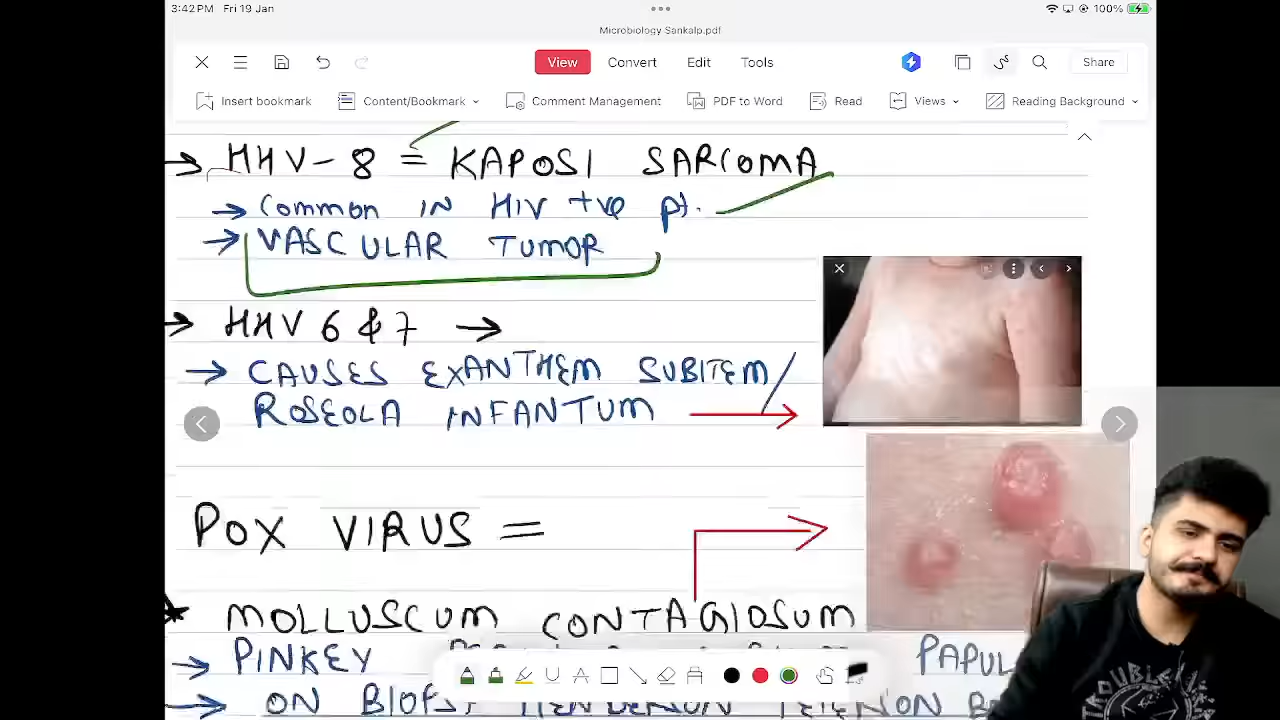 3:42 PM Fri 19 Jan
100%
Microbiology Sankalp.pdf
View Convert Edit Tools Share
Insert bookmark Content/Bookmark Comment Management PDF to Word Read Views Reading Background
→ HHV-8 = KAPOSI SARCOMA
→ Common IN HIV +ve pt.
→ VASCULAR TUMOR
→ HHV 6 & 7 →
→ CAUSES EXANTHEM SUBITEM/
ROSEOLA INFANTUM
POX VIRUS =
MOLLUSCUM CONTAGIOSUM
→ PINKEY PAPUL
→ ON
TROUBLE